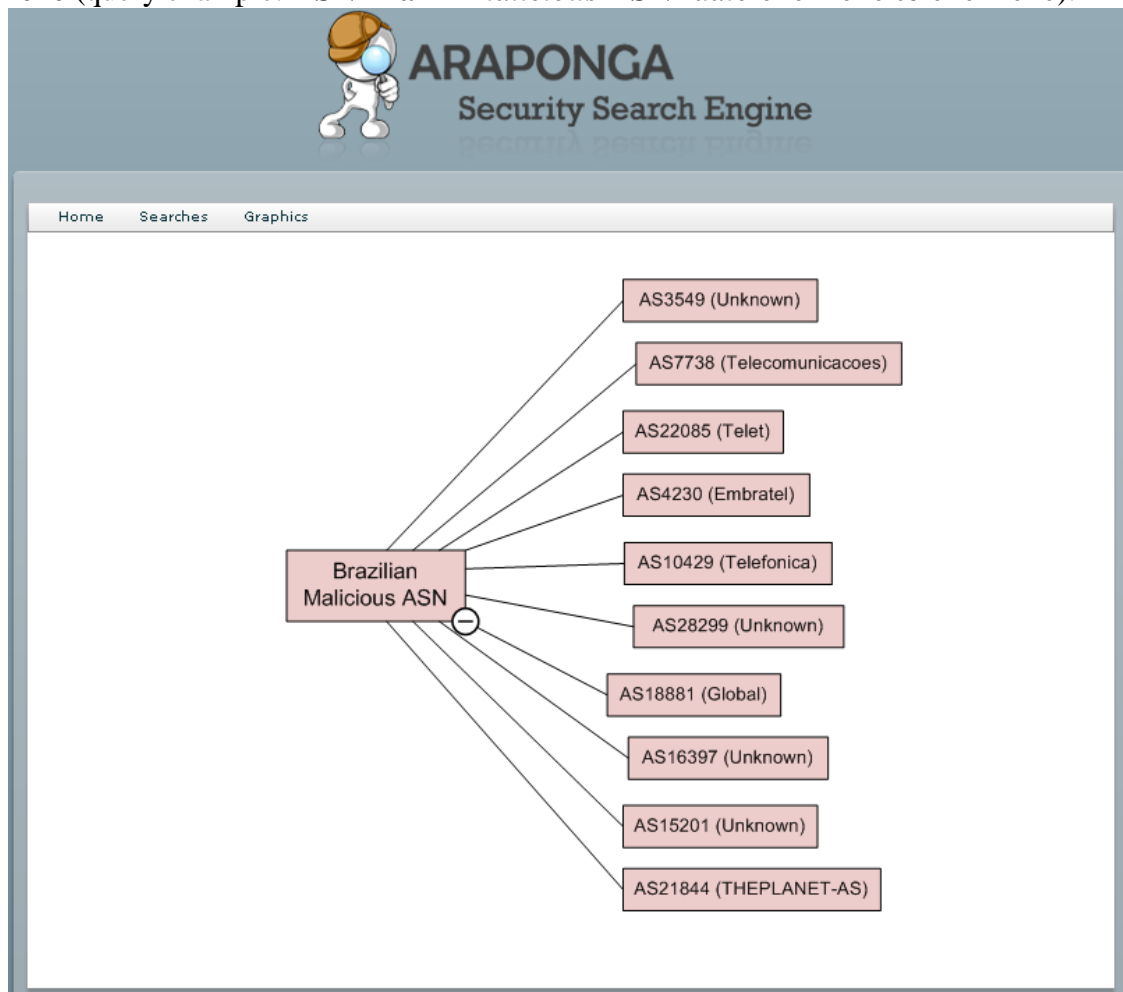 ARAPONGA
Security Search Engine
Home Searches Graphics
AS3549 (Unknown)
AS7738 (Telecomunicacoes)
AS22085 (Telet)
AS4230 (Embratel)
AS10429 (Telefonica)
Brazilian
Malicious ASN
AS28299 (Unknown)
AS18881 (Global)
AS16397 (Unknown)
AS15201 (Unknown)
AS21844 (THEPLANET-AS)